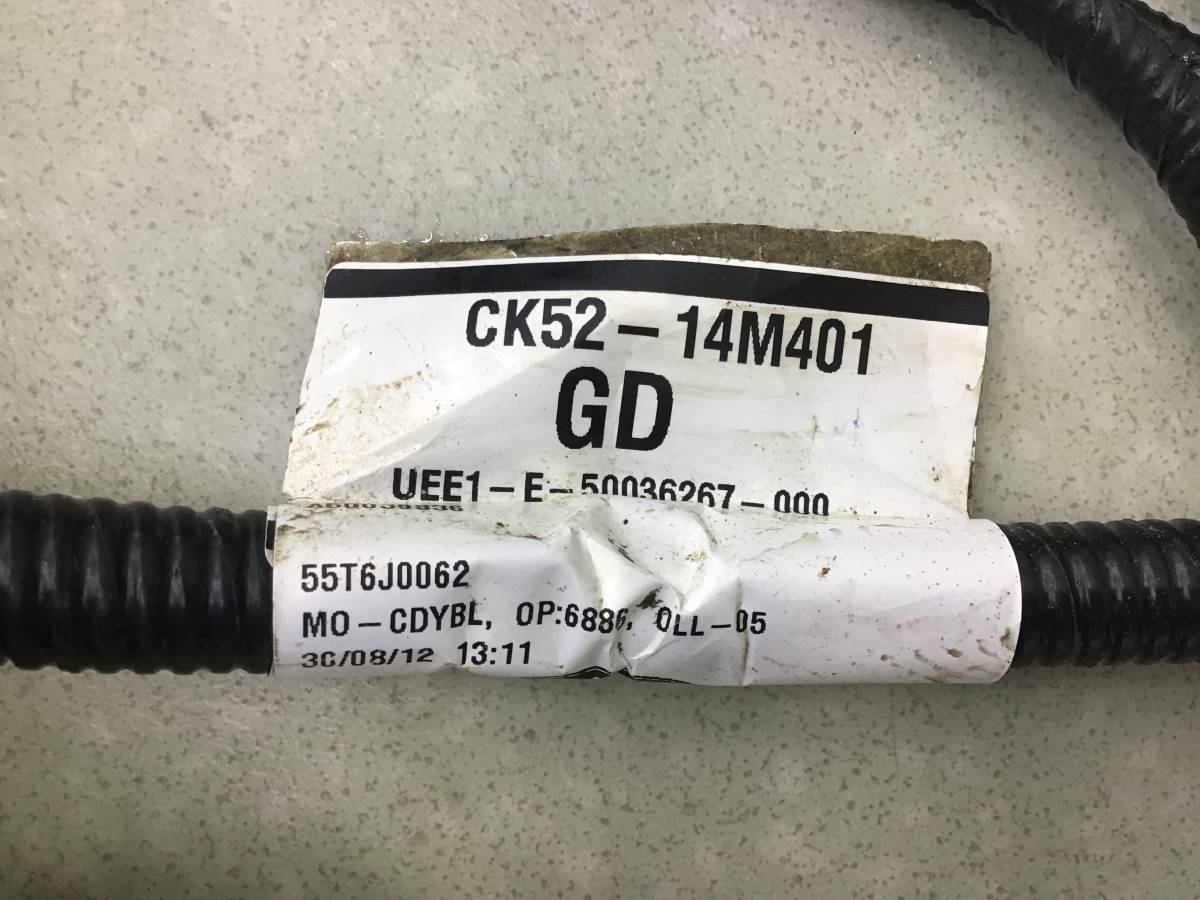 CK52-14M401
GD
UEE1-E-50036267-000
55T6J0062
MO-CDYBL, OP:6886, OLL-05
30/08/12 13:11